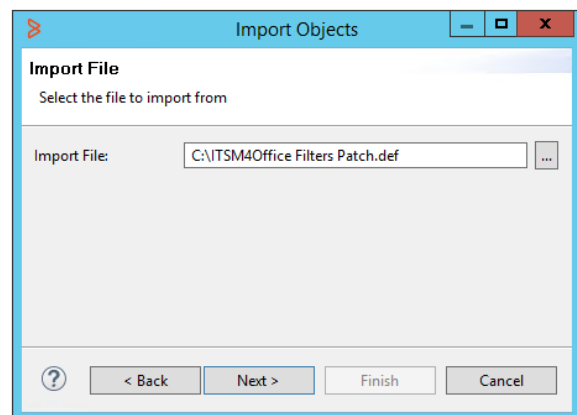 Import Objects
Import File
Select the file to import from
Import File: C:\ITSM4Office Filters Patch.def ...
? < Back Next > Finish Cancel